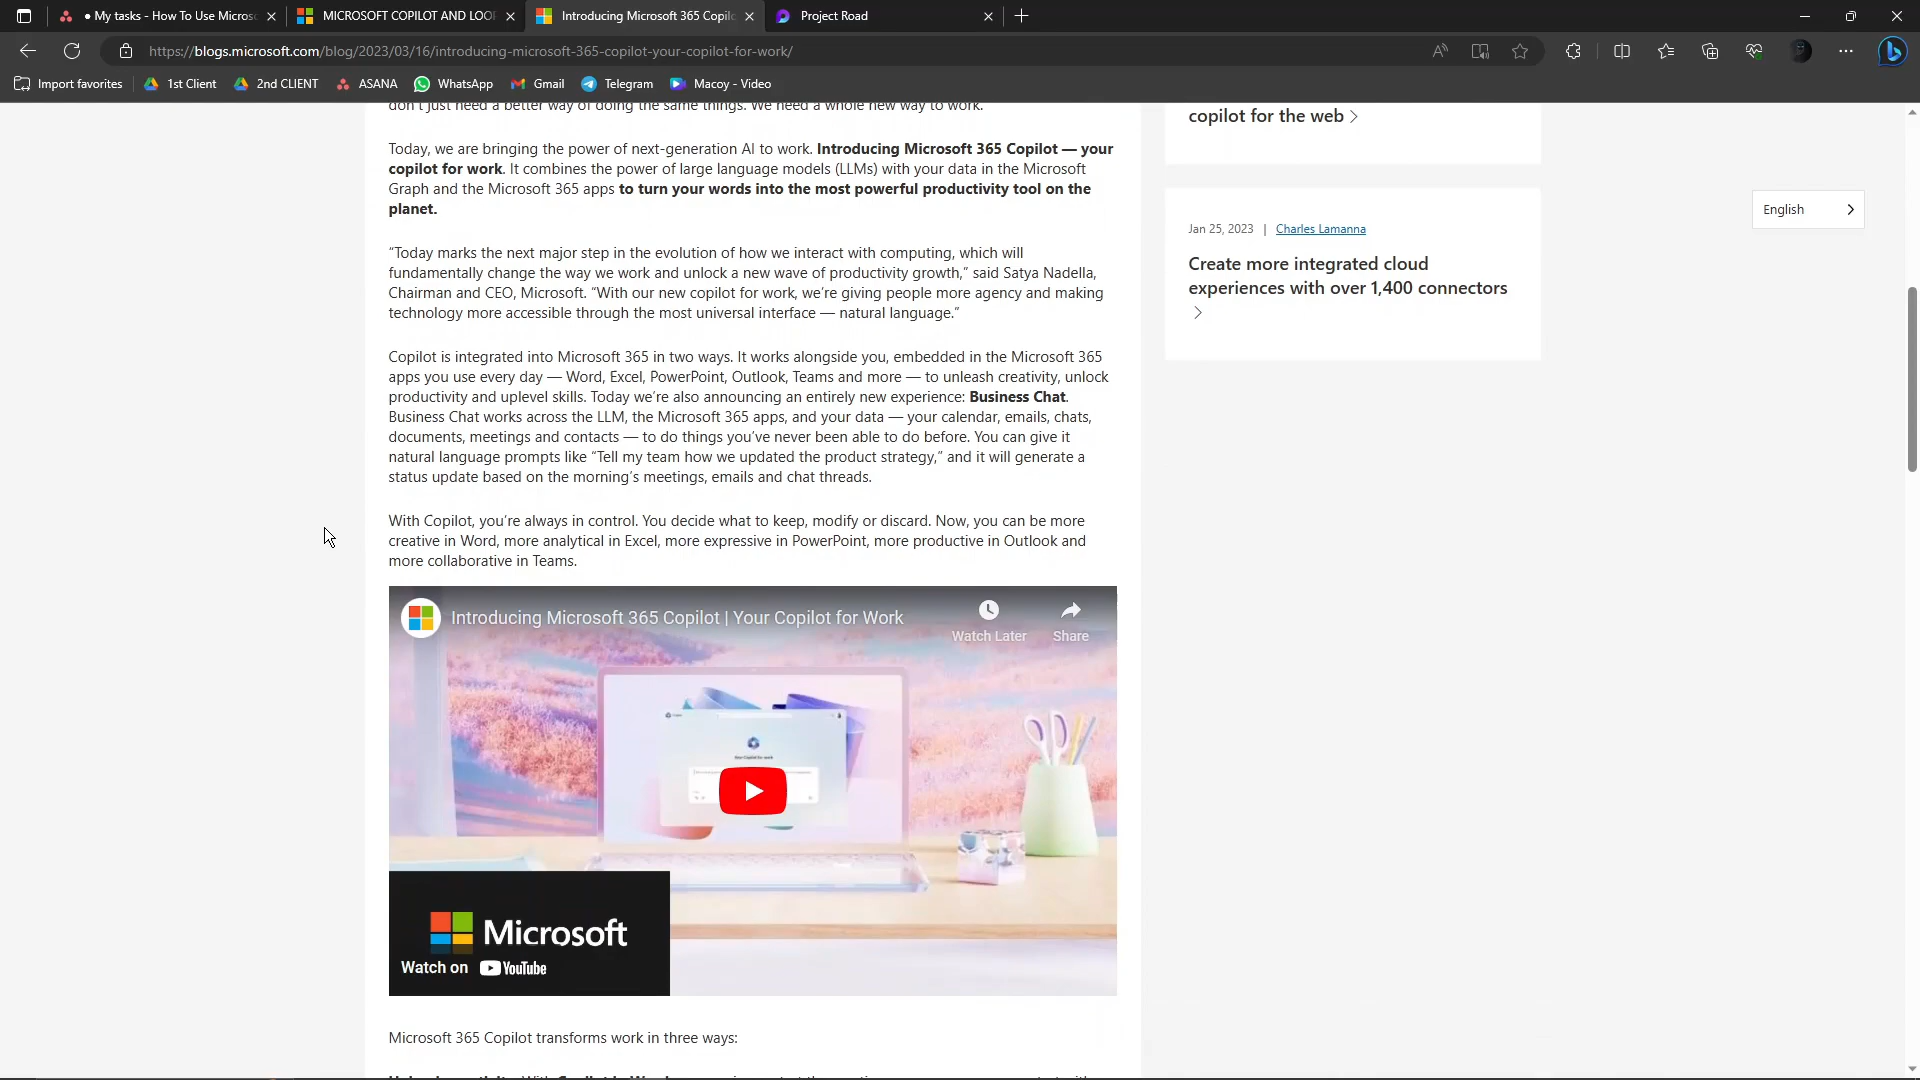 • My tasks - How To Use Microso
MICROSOFT COPILOT AND LOO
Introducing Microsoft 365 Copil
Project Road
https://blogs.microsoft.com/blog/2023/03/16/introducing-microsoft-365-copilot-your-copilot-for-work/
Import favorites
1st Client
2nd CLIENT
ASANA
WhatsApp
Gmail
Telegram
Macoy - Video
don't just need a better way of doing the same things. We need a whole new way to work.
Today, we are bringing the power of next-generation AI to work. Introducing Microsoft 365 Copilot — your
copilot for work. It combines the power of large language models (LLMs) with your data in the Microsoft
Graph and the Microsoft 365 apps to turn your words into the most powerful productivity tool on the
planet.
“Today marks the next major step in the evolution of how we interact with computing, which will
fundamentally change the way we work and unlock a new wave of productivity growth,” said Satya Nadella,
Chairman and CEO, Microsoft. “With our new copilot for work, we’re giving people more agency and making
technology more accessible through the most universal interface — natural language.”
Copilot is integrated into Microsoft 365 in two ways. It works alongside you, embedded in the Microsoft 365
apps you use every day — Word, Excel, PowerPoint, Outlook, Teams and more — to unleash creativity, unlock
productivity and uplevel skills. Today we’re also announcing an entirely new experience: Business Chat.
Business Chat works across the LLM, the Microsoft 365 apps, and your data — your calendar, emails, chats,
documents, meetings and contacts — to do things you’ve never been able to do before. You can give it
natural language prompts like “Tell my team how we updated the product strategy,” and it will generate a
status update based on the morning’s meetings, emails and chat threads.
With Copilot, you’re always in control. You decide what to keep, modify or discard. Now, you can be more
creative in Word, more analytical in Excel, more expressive in PowerPoint, more productive in Outlook and
more collaborative in Teams.
Introducing Microsoft 365 Copilot | Your Copilot for Work
Watch Later
Share
Microsoft
Watch on YouTube
Microsoft 365 Copilot transforms work in three ways:
copilot for the web
Jan 25, 2023 | Charles Lamanna
Create more integrated cloud
experiences with over 1,400 connectors
English